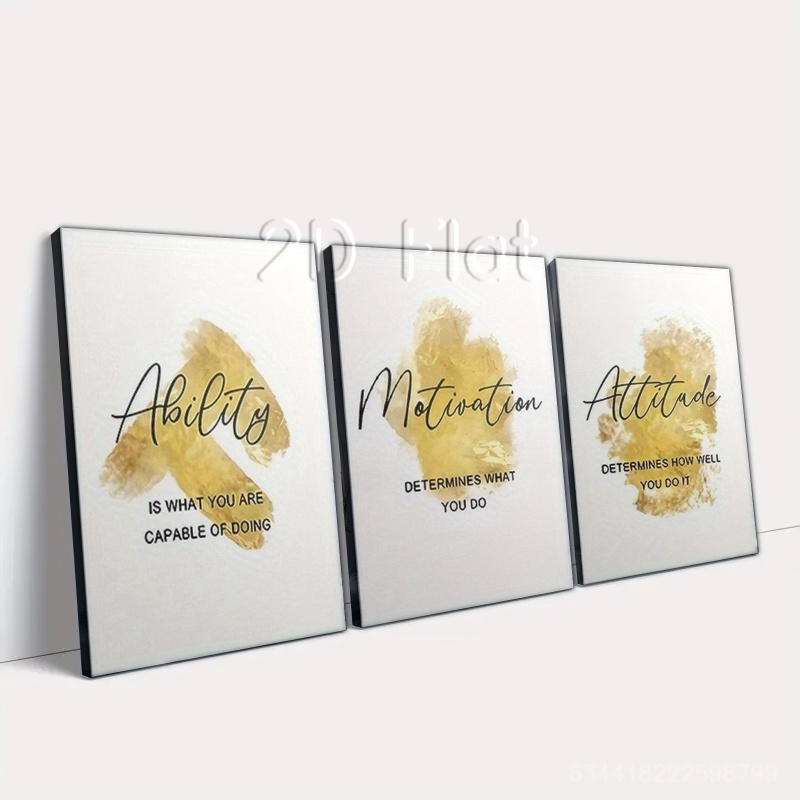 2D Flat
Ability
IS WHAT YOU ARE
CAPABLE OF DOING
Motivation
DETERMINES WHAT
YOU DO
Attitude
DETERMINES HOW WELL
YOU DO IT